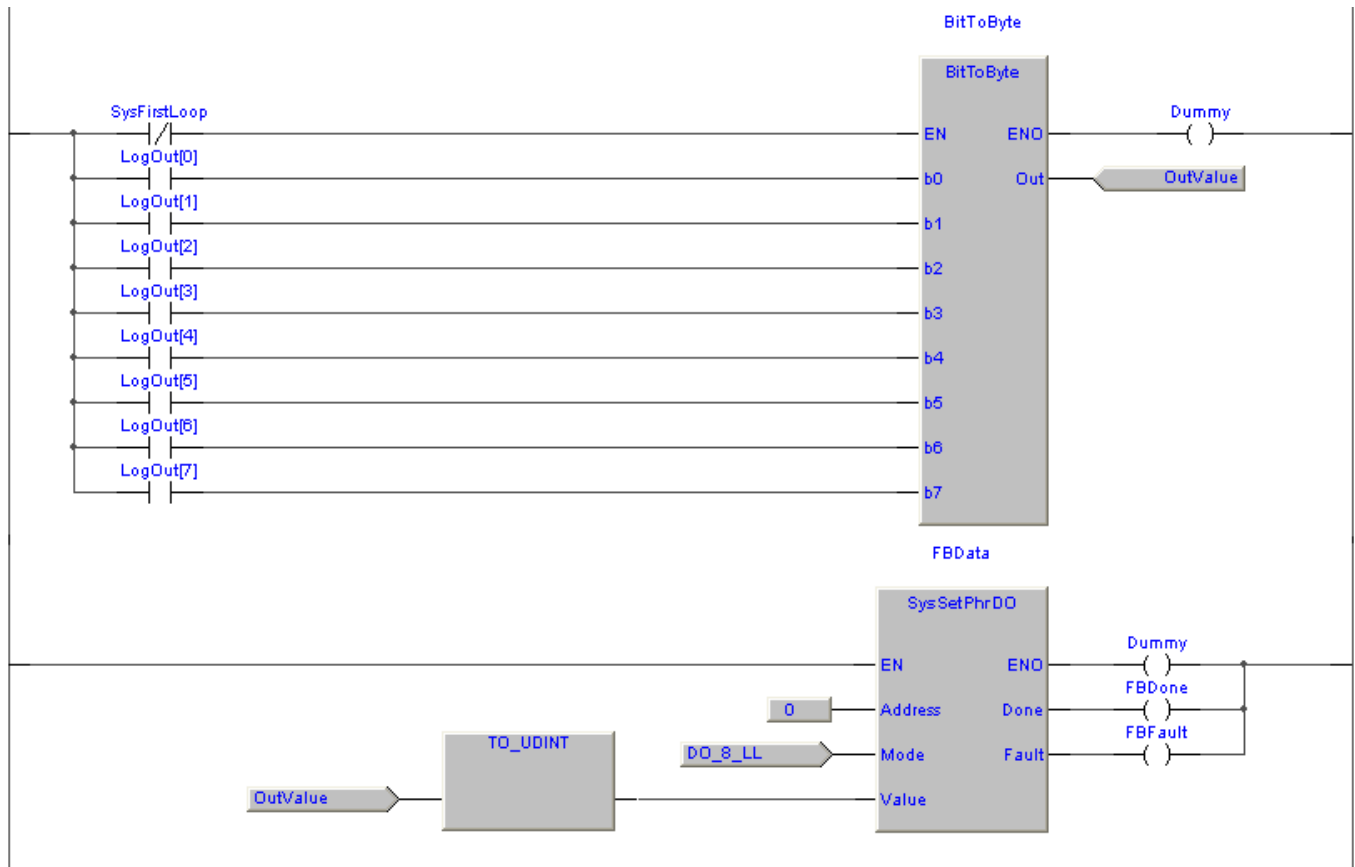 BitToByte
BitToByte
SysFirstLoop
Dummy
EN ENO
LogOut[0]
b0 Out OutValue
LogOut[1]
b1
LogOut[2]
b2
LogOut[3]
b3
LogOut[4]
b4
LogOut[5]
b5
LogOut[6]
b6
LogOut[7]
b7
FBData
SysSetPhrDO
Dummy
EN ENO
FBDone
0 Address Done
FBFault
TO_UDINT
DO_8_LL Mode Fault
OutValue Value